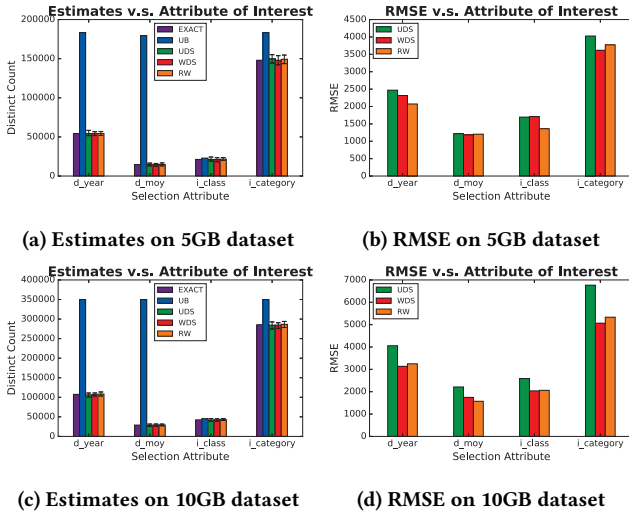 Estimates v.s. Attribute of Interest
200000
150000
100000
50000
0
Distinct Count
EXACT
UB
UDS
WDS
RW
d_year d_moy i_class i_category
Selection Attribute
(a) Estimates on 5GB dataset
RMSE v.s. Attribute of Interest
4500
4000
3500
3000
2500
2000
1500
1000
500
0
RMSE
UDS
WDS
RW
d_year d_moy i_class i_category
Selection Attribute
(b) RMSE on 5GB dataset
Estimates v.s. Attribute of Interest
400000
350000
300000
250000
200000
150000
100000
50000
0
Distinct Count
EXACT
UB
UDS
WDS
RW
d_year d_moy i_class i_category
Selection Attribute
(c) Estimates on 10GB dataset
RMSE v.s. Attribute of Interest
7000
6000
5000
4000
3000
2000
1000
0
RMSE
UDS
WDS
RW
d_year d_moy i_class i_category
Selection Attribute
(d) RMSE on 10GB dataset